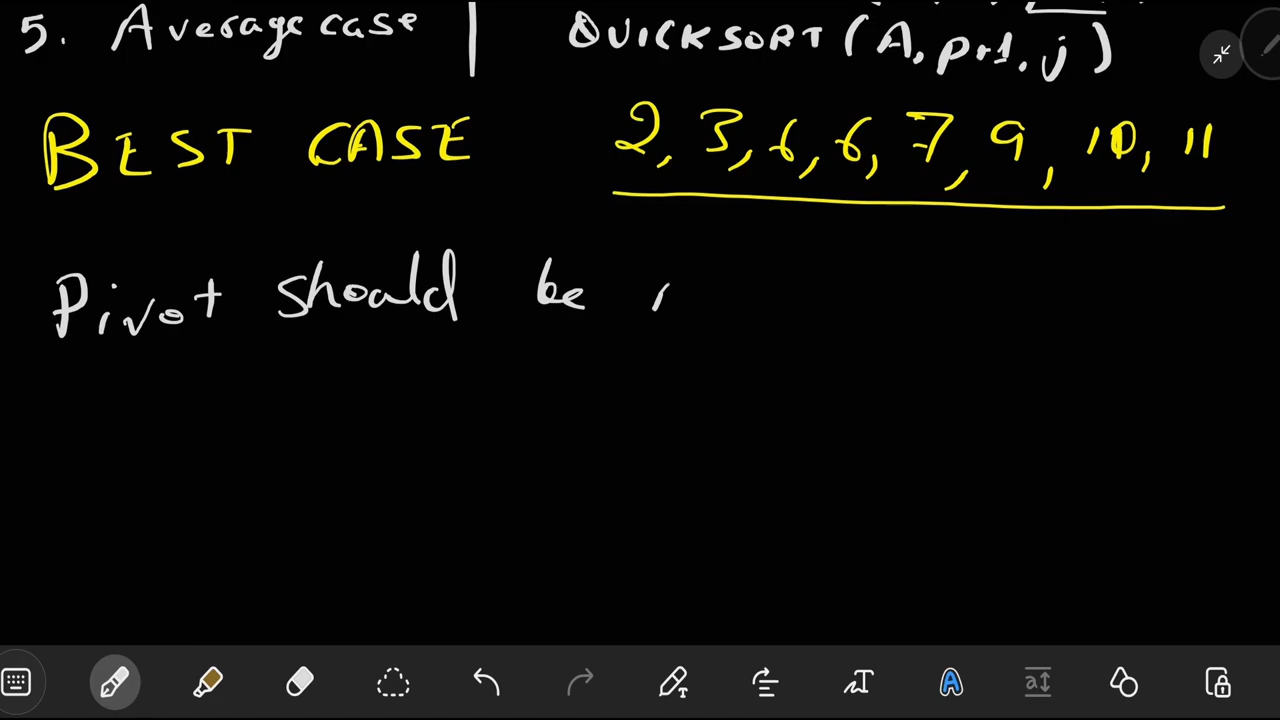 5. Average case
QUICKSORT(A, p+1, j)
BEST CASE
2, 3, 6, 6, 7, 9, 10, 11
Pivot should be